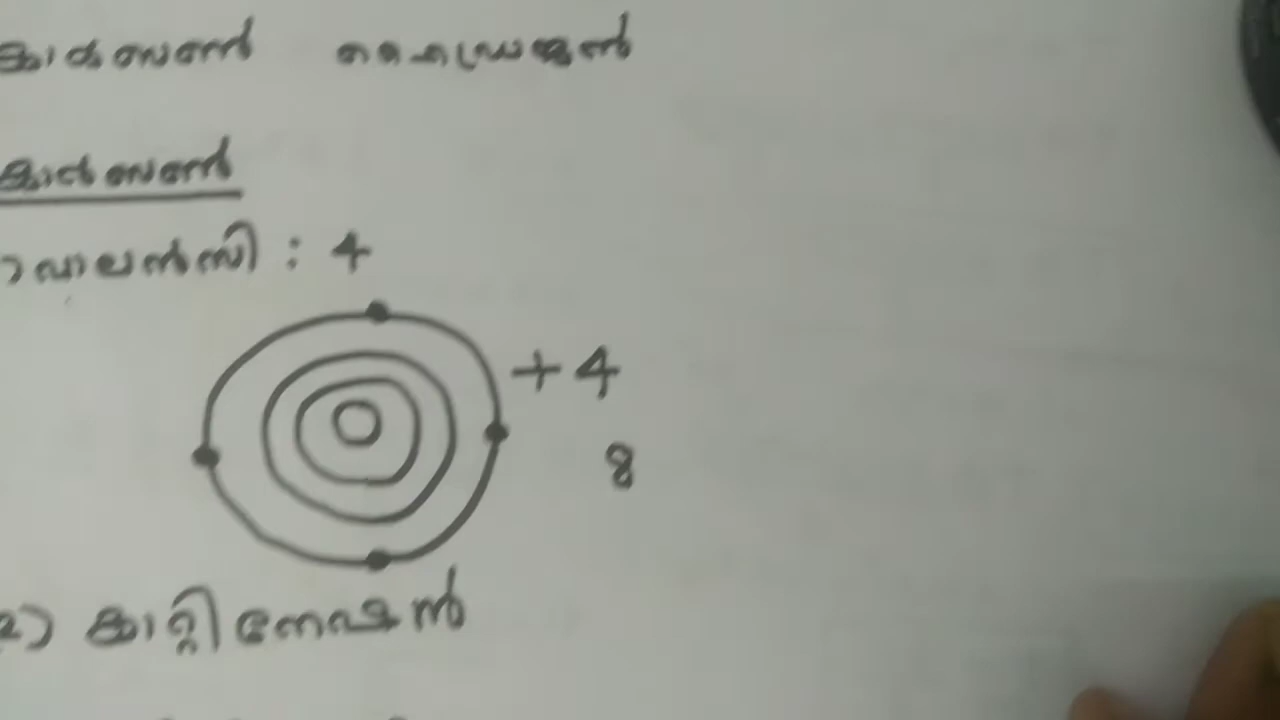 കാർബൺ ഹൈഡ്രജൻ
കാർബൺ
വാലൻസി : 4
+4
8
2) കാറ്റിനേഷൻ